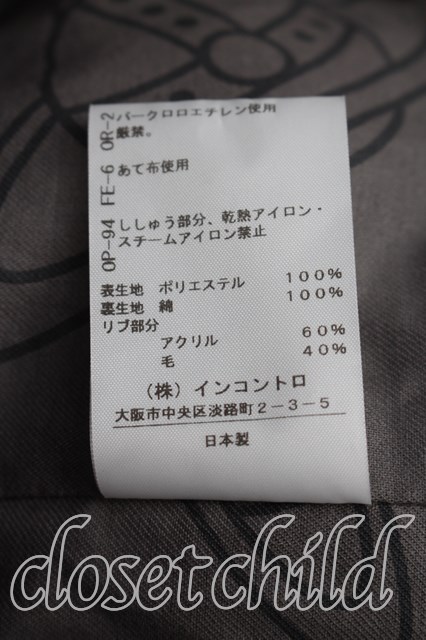 OR-2
パークロロエチレン使用
厳禁。
FE-6
あて布使用
OP-94
ししゅう部分、乾熱アイロン・
スチームアイロン禁止
表生地 ポリエステル 100%
裏生地 綿 100%
リブ部分
アクリル 60%
毛 40%
(株)インコントロ
大阪市中央区淡路町2-3-5
日本製
closet child